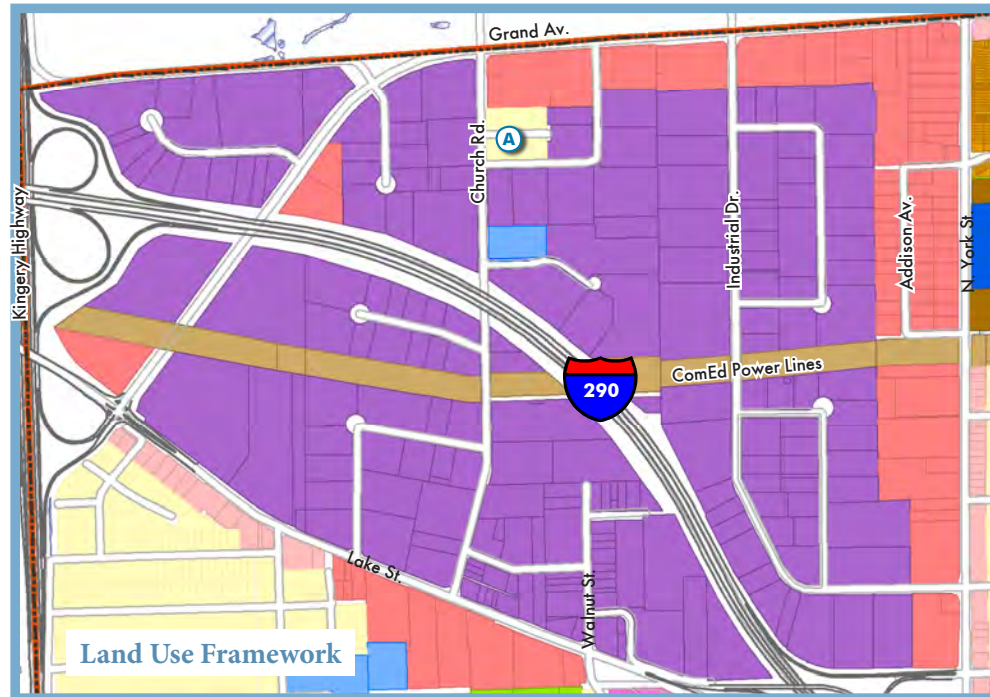 Grand Av.
A
Church Rd.
Kingery Highway
Industrial Dr.
Addison Av.
N. York St.
ComEd Power Lines
290
Lake St.
Walnut St.
Land Use Framework